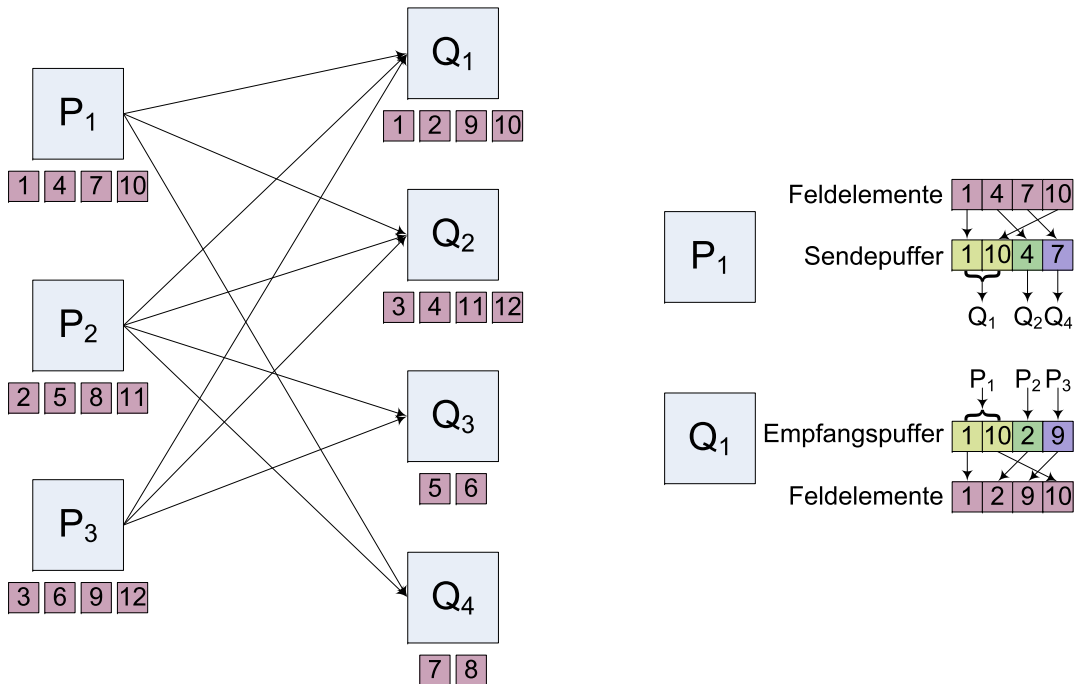 P1
1 4 7 10
P2
2 5 8 11
P3
3 6 9 12
Q1
1 2 9 10
Q2
3 4 11 12
Q3
5 6
Q4
7 8
P1
Feldelemente 1 4 7 10
Sendepuffer 1 10 4 7
Q1 Q2 Q4
Q1
P1 P2 P3
Empfangspuffer 1 10 2 9
Feldelemente 1 2 9 10